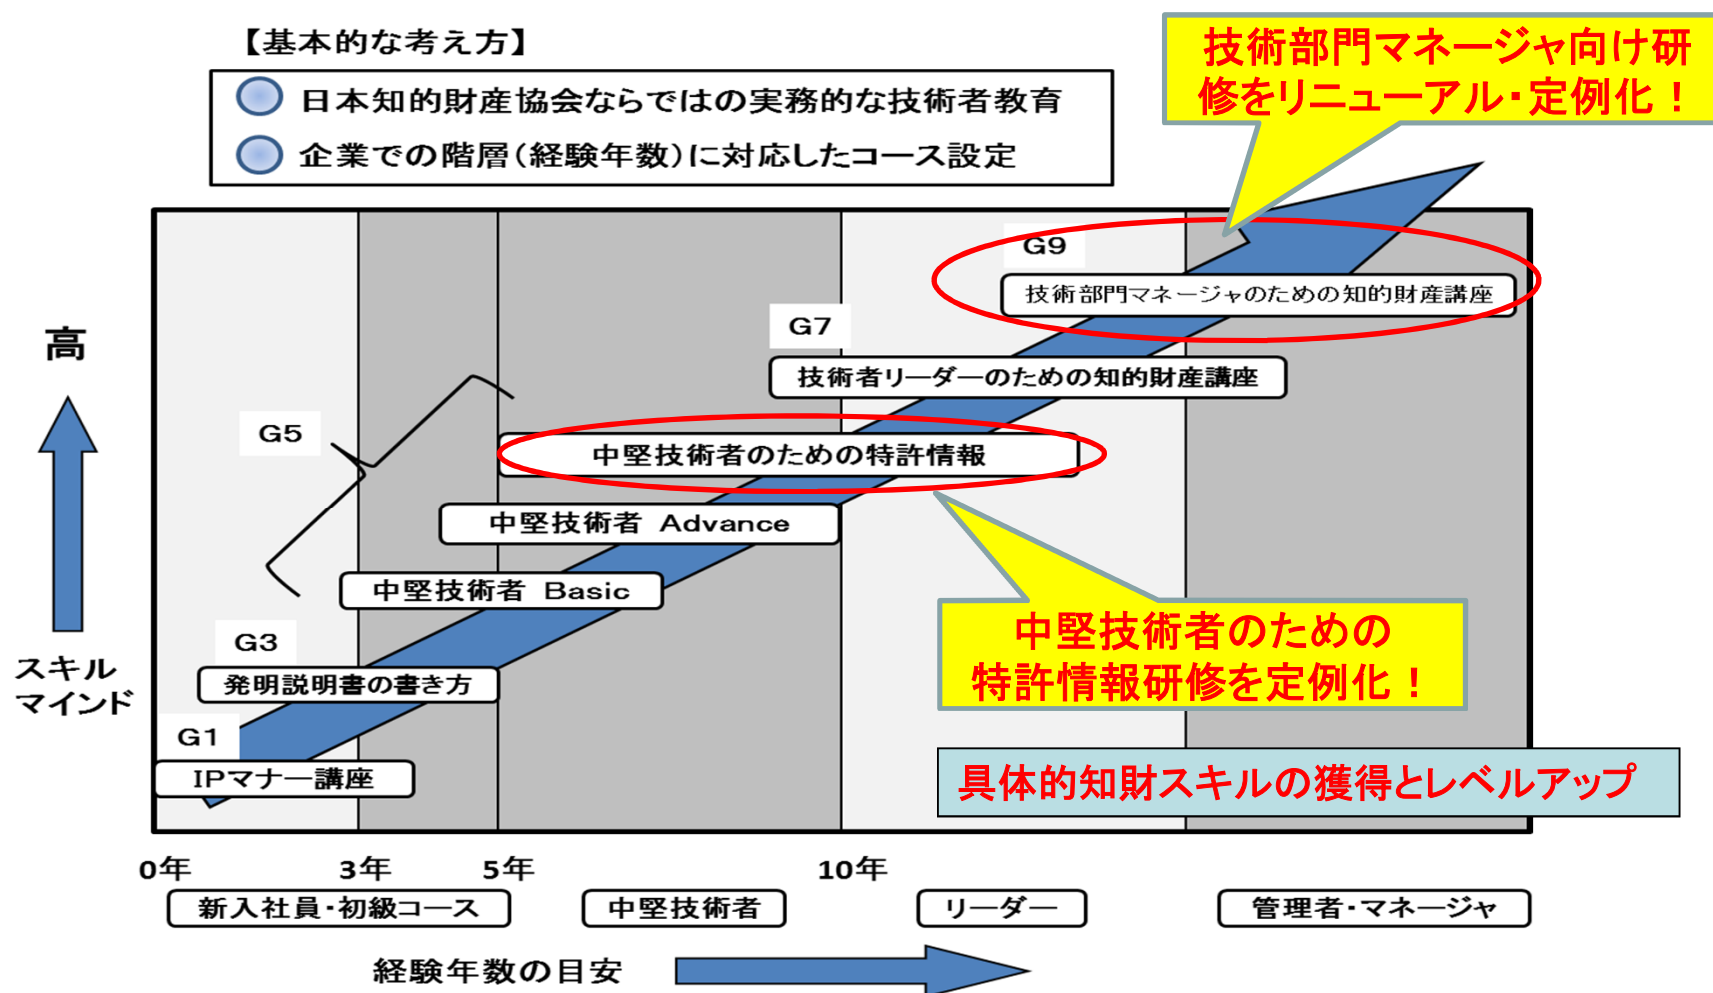 【基本的な考え方】
日本知的財産協会ならではの実務的な技術者教育
企業での階層(経験年数)に対応したコース設定
技術部門マネージャ向け研
修をリニューアル・定例化！
G9
技術部門マネージャのための知的財産講座
G7
技術者リーダーのための知的財産講座
高
G5
中堅技術者のための特許情報
中堅技術者 Advance
中堅技術者 Basic
中堅技術者のための
特許情報研修を定例化！
G3
発明説明書の書き方
スキル
マインド
G1
IPマナー講座
具体的知財スキルの獲得とレベルアップ
0年 3年 5年 10年
新入社員・初級コース 中堅技術者 リーダー 管理者・マネージャ
経験年数の目安